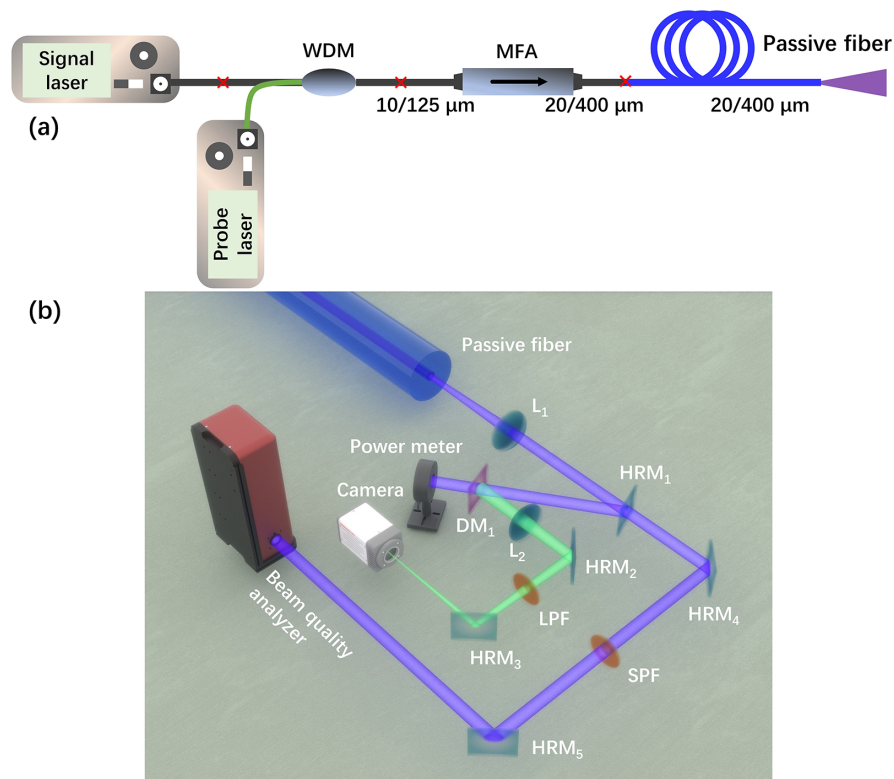 Signal
laser
WDM
MFA
Passive fiber
10/125 μm
20/400 μm
20/400 μm
(a)
Probe
laser
(b)
Passive fiber
L₁
Power meter
HRM₁
Camera
DM₁
L₂
HRM₂
HRM₄
LPF
Beam quality
analyzer
HRM₃
SPF
HRM₅